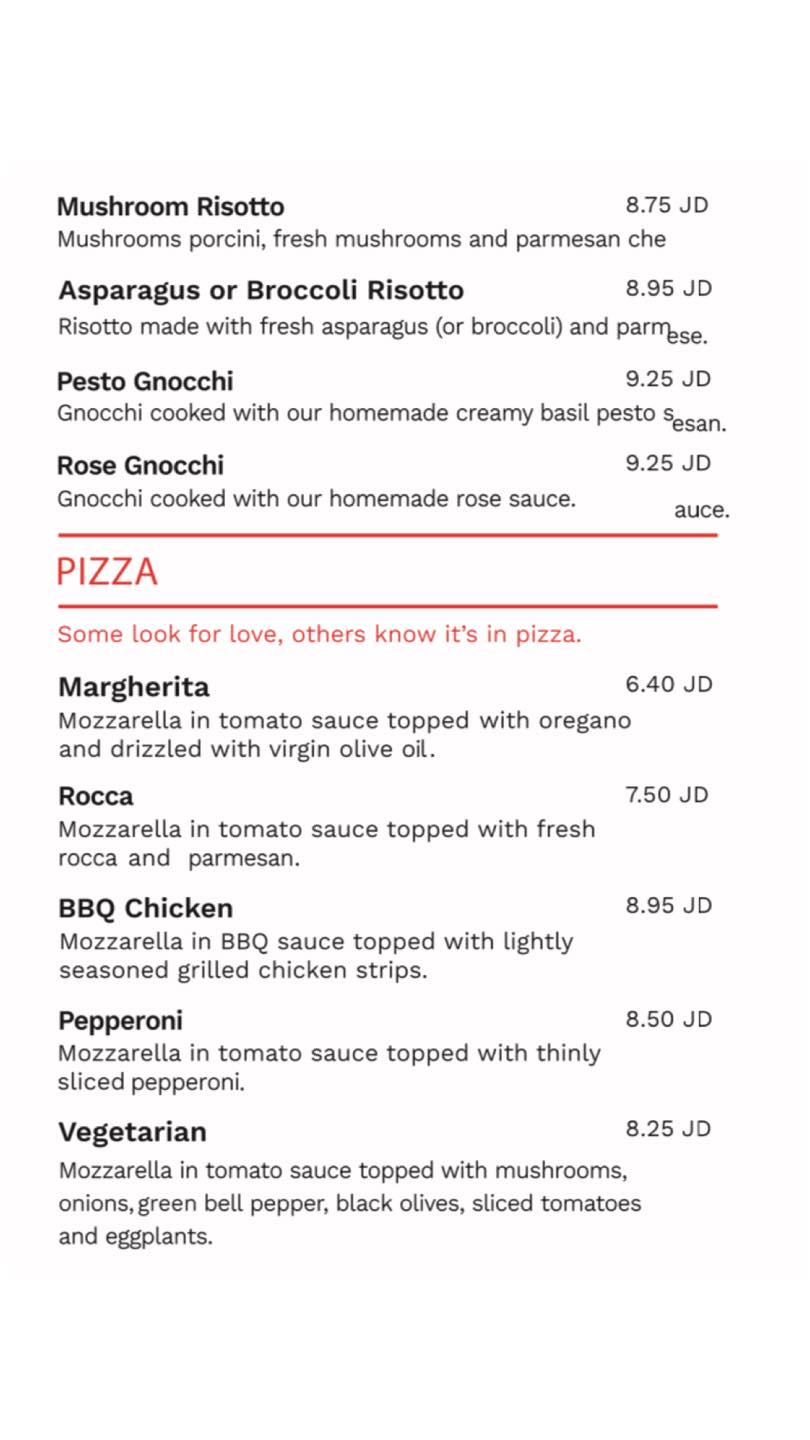 Mushroom Risotto 8.75 JD
Mushrooms porcini, fresh mushrooms and parmesan che
Asparagus or Broccoli Risotto 8.95 JD
Risotto made with fresh asparagus (or broccoli) and parm
ese.
Pesto Gnocchi 9.25 JD
Gnocchi cooked with our homemade creamy basil pesto s
esan.
Rose Gnocchi 9.25 JD
Gnocchi cooked with our homemade rose sauce.
auce.
PIZZA
Some look for love, others know it’s in pizza.
Margherita 6.40 JD
Mozzarella in tomato sauce topped with oregano
and drizzled with virgin olive oil.
Rocca 7.50 JD
Mozzarella in tomato sauce topped with fresh
rocca and parmesan.
BBQ Chicken 8.95 JD
Mozzarella in BBQ sauce topped with lightly
seasoned grilled chicken strips.
Pepperoni 8.50 JD
Mozzarella in tomato sauce topped with thinly
sliced pepperoni.
Vegetarian 8.25 JD
Mozzarella in tomato sauce topped with mushrooms,
onions, green bell pepper, black olives, sliced tomatoes
and eggplants.